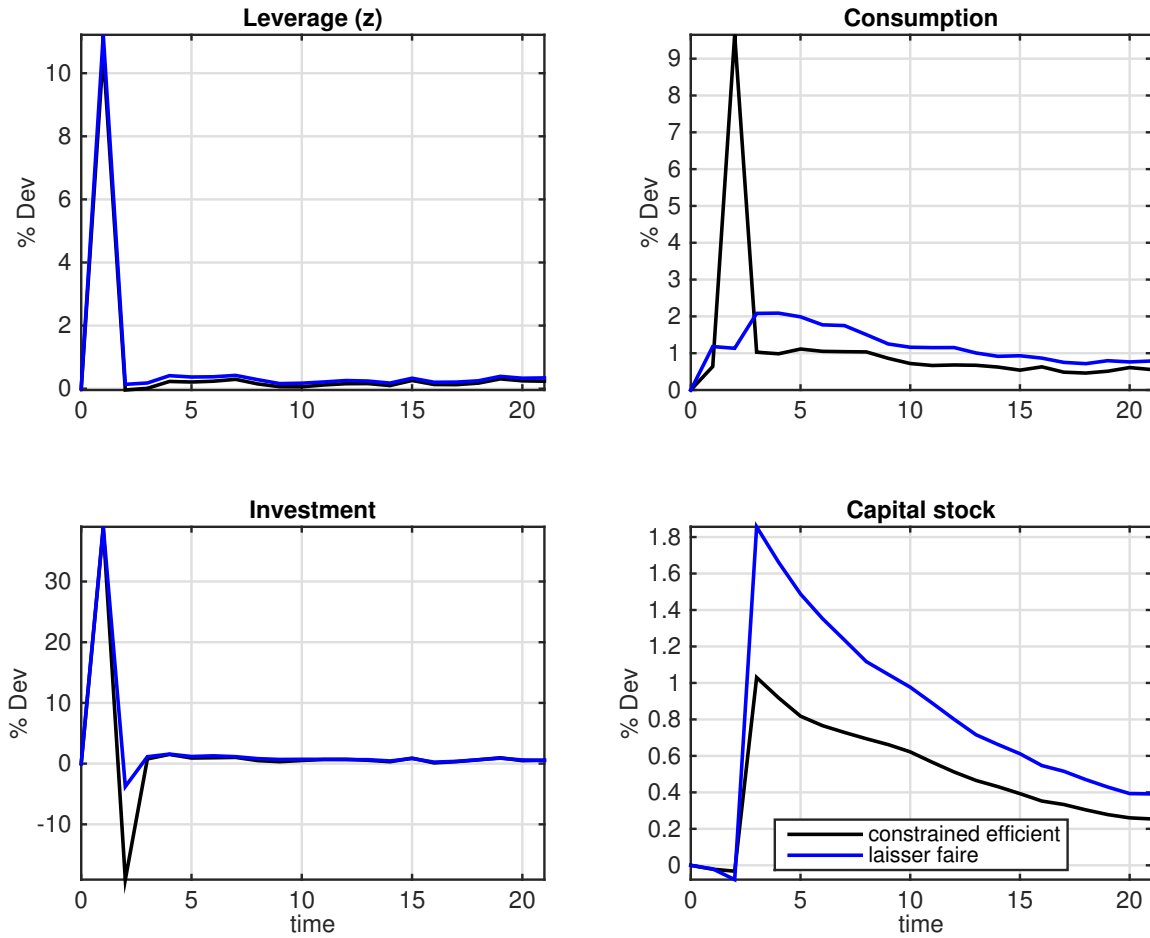 Leverage (z)
% Dev
10
8
6
4
2
0
0 5 10 15 20
Consumption
% Dev
9
8
7
6
5
4
3
2
1
0
0 5 10 15 20
Investment
% Dev
30
20
10
0
-10
0 5 10 15 20
time
Capital stock
% Dev
1.8
1.6
1.4
1.2
1
0.8
0.6
0.4
0.2
0
constrained efficient
laisser faire
0 5 10 15 20
time